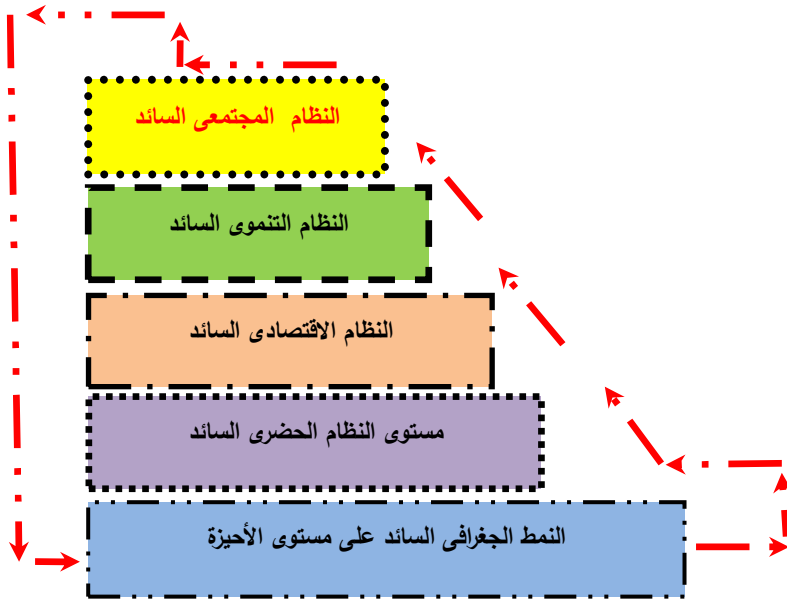 النظام المجتمعى السائد
النظام التنموى السائد
النظام الاقتصادى السائد
مستوى النظام الحضرى السائد
النمط الجغرافى السائد على مستوى الأحيزة